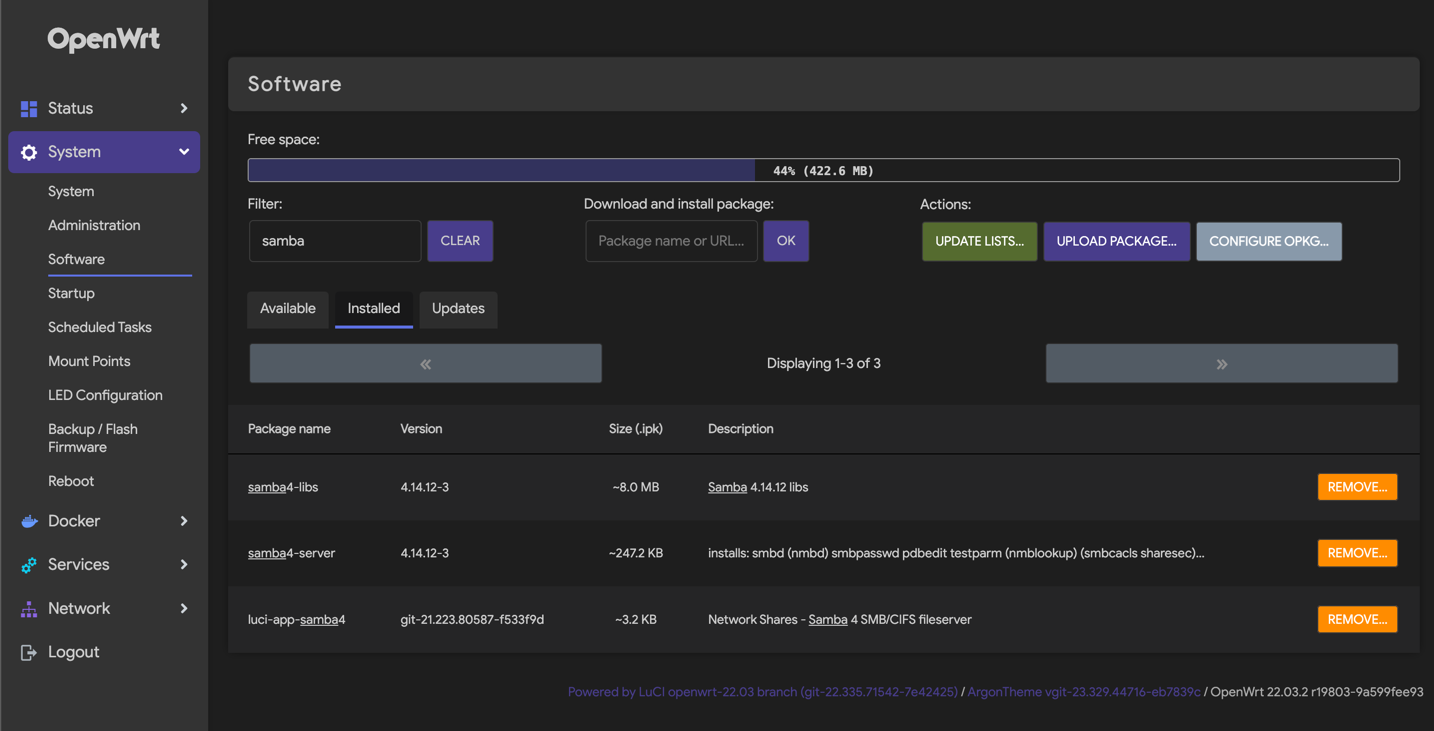 OpenWrt
Status
System
System
Administration
Software
Startup
Scheduled Tasks
Mount Points
LED Configuration
Backup / Flash
Firmware
Reboot
Docker
Services
Network
Logout
Software
Free space:
44% (422.6 MB)
Filter:
Download and install package:
Actions:
samba
CLEAR
Package name or URL...
OK
UPDATE LISTS...
UPLOAD PACKAGE...
CONFIGURE OPKG...
Available
Installed
Updates
«
Displaying 1-3 of 3
»
Package name Version Size (.ipk) Description
samba4-libs 4.14.12-3 ~8.0 MB Samba 4.14.12 libs REMOVE...
samba4-server 4.14.12-3 ~247.2 KB installs: smbd (nmbd) smbpasswd pdbedit testparm (nmblookup) (smbcacls sharesec)... REMOVE...
luci-app-samba4 git-21.223.80587-f533f9d ~3.2 KB Network Shares - Samba 4 SMB/CIFS fileserver REMOVE...
Powered by LuCI openwrt-22.03 branch (git-22.335.71542-7e42425) / ArgonTheme vgit-23.329.44716-eb7839c / OpenWrt 22.03.2 r19803-9a599fee93